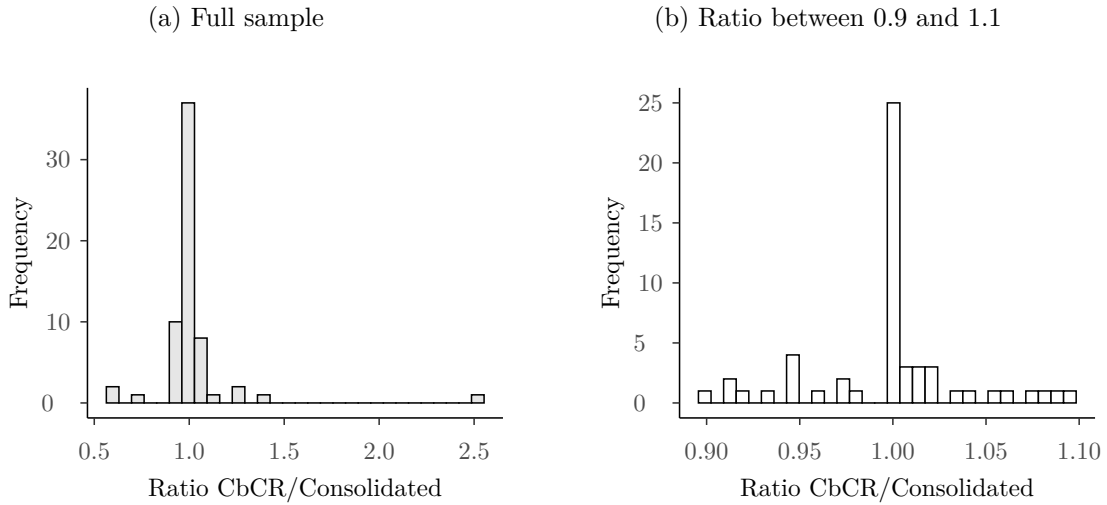 (a) Full sample
Frequency
30
20
10
0
0.5 1.0 1.5 2.0 2.5
Ratio CbCR/Consolidated
(b) Ratio between 0.9 and 1.1
Frequency
25
20
15
10
5
0
0.90 0.95 1.00 1.05 1.10
Ratio CbCR/Consolidated